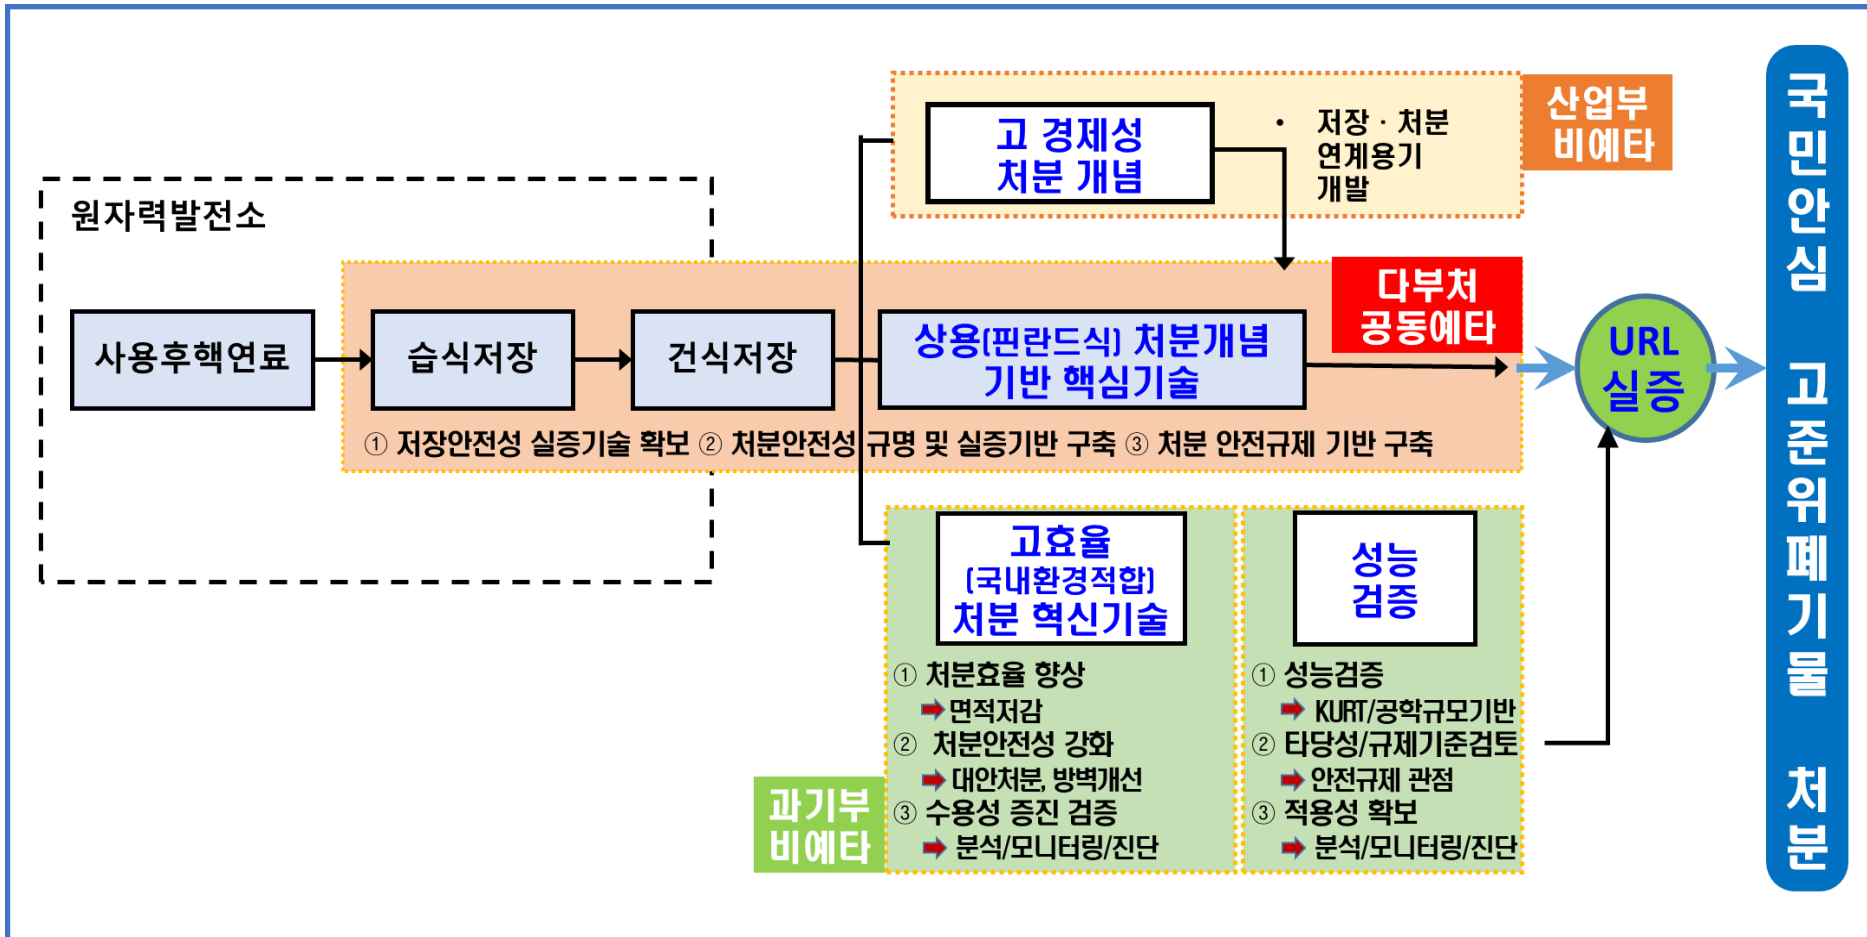 원자력발전소
사용후핵연료
습식저장
건식저장
고 경제성
처분 개념
• 저장 · 처분
연계용기
개발
산업부
비예타
상용(핀란드식) 처분개념
기반 핵심기술
다부처
공동예타
① 저장안전성 실증기술 확보 ② 처분안전성 규명 및 실증기반 구축 ③ 처분 안전규제 기반 구축
고효율
(국내환경적합)
처분 혁신기술
① 처분효율 향상
면적저감
② 처분안전성 강화
대안처분, 방벽개선
③ 수용성 증진 검증
분석/모니터링/진단
성능
검증
① 성능검증
KURT/공학규모기반
② 타당성/규제기준검토
안전규제 관점
③ 적용성 확보
분석/모니터링/진단
과기부
비예타
URL
실증
국민안심 고준위폐기물 처분